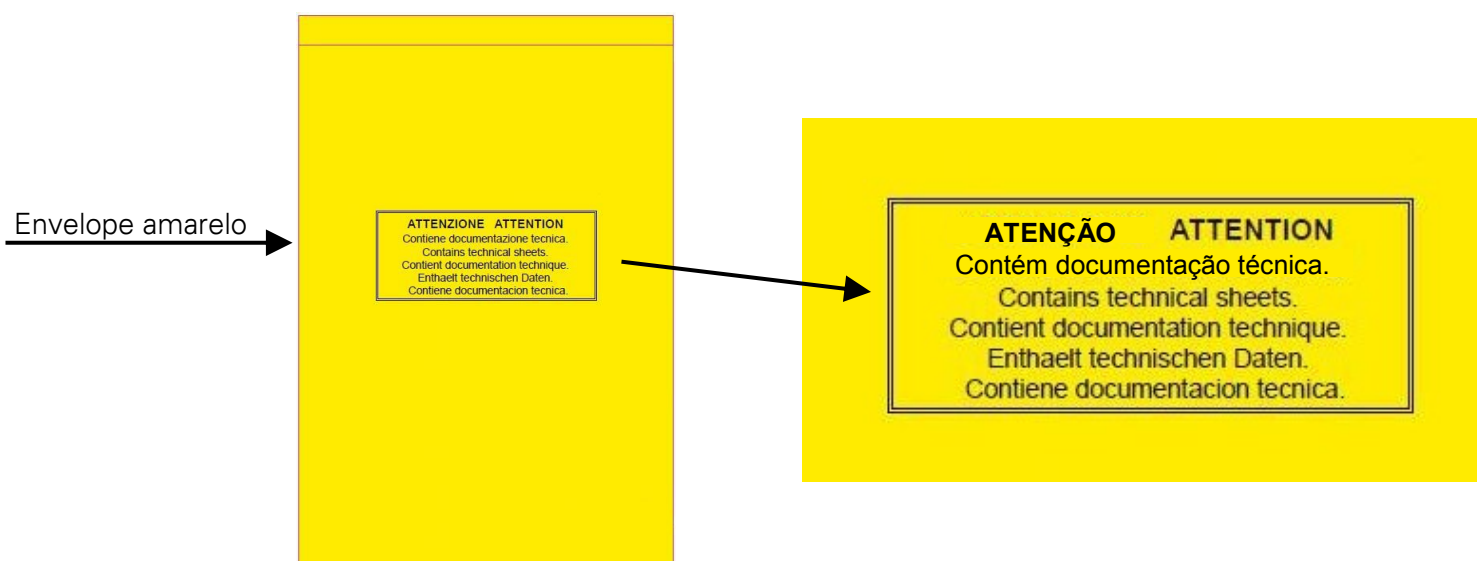 Envelope amarelo
ATTENZIONE ATTENTION
Contiene documentazione tecnica.
Contains technical sheets.
Contient documentation technique.
Enthaelt technischen Daten.
Contiene documentacion tecnica.
ATENÇÃO ATTENTION
Contém documentação técnica.
Contains technical sheets.
Contient documentation technique.
Enthaelt technischen Daten.
Contiene documentacion tecnica.